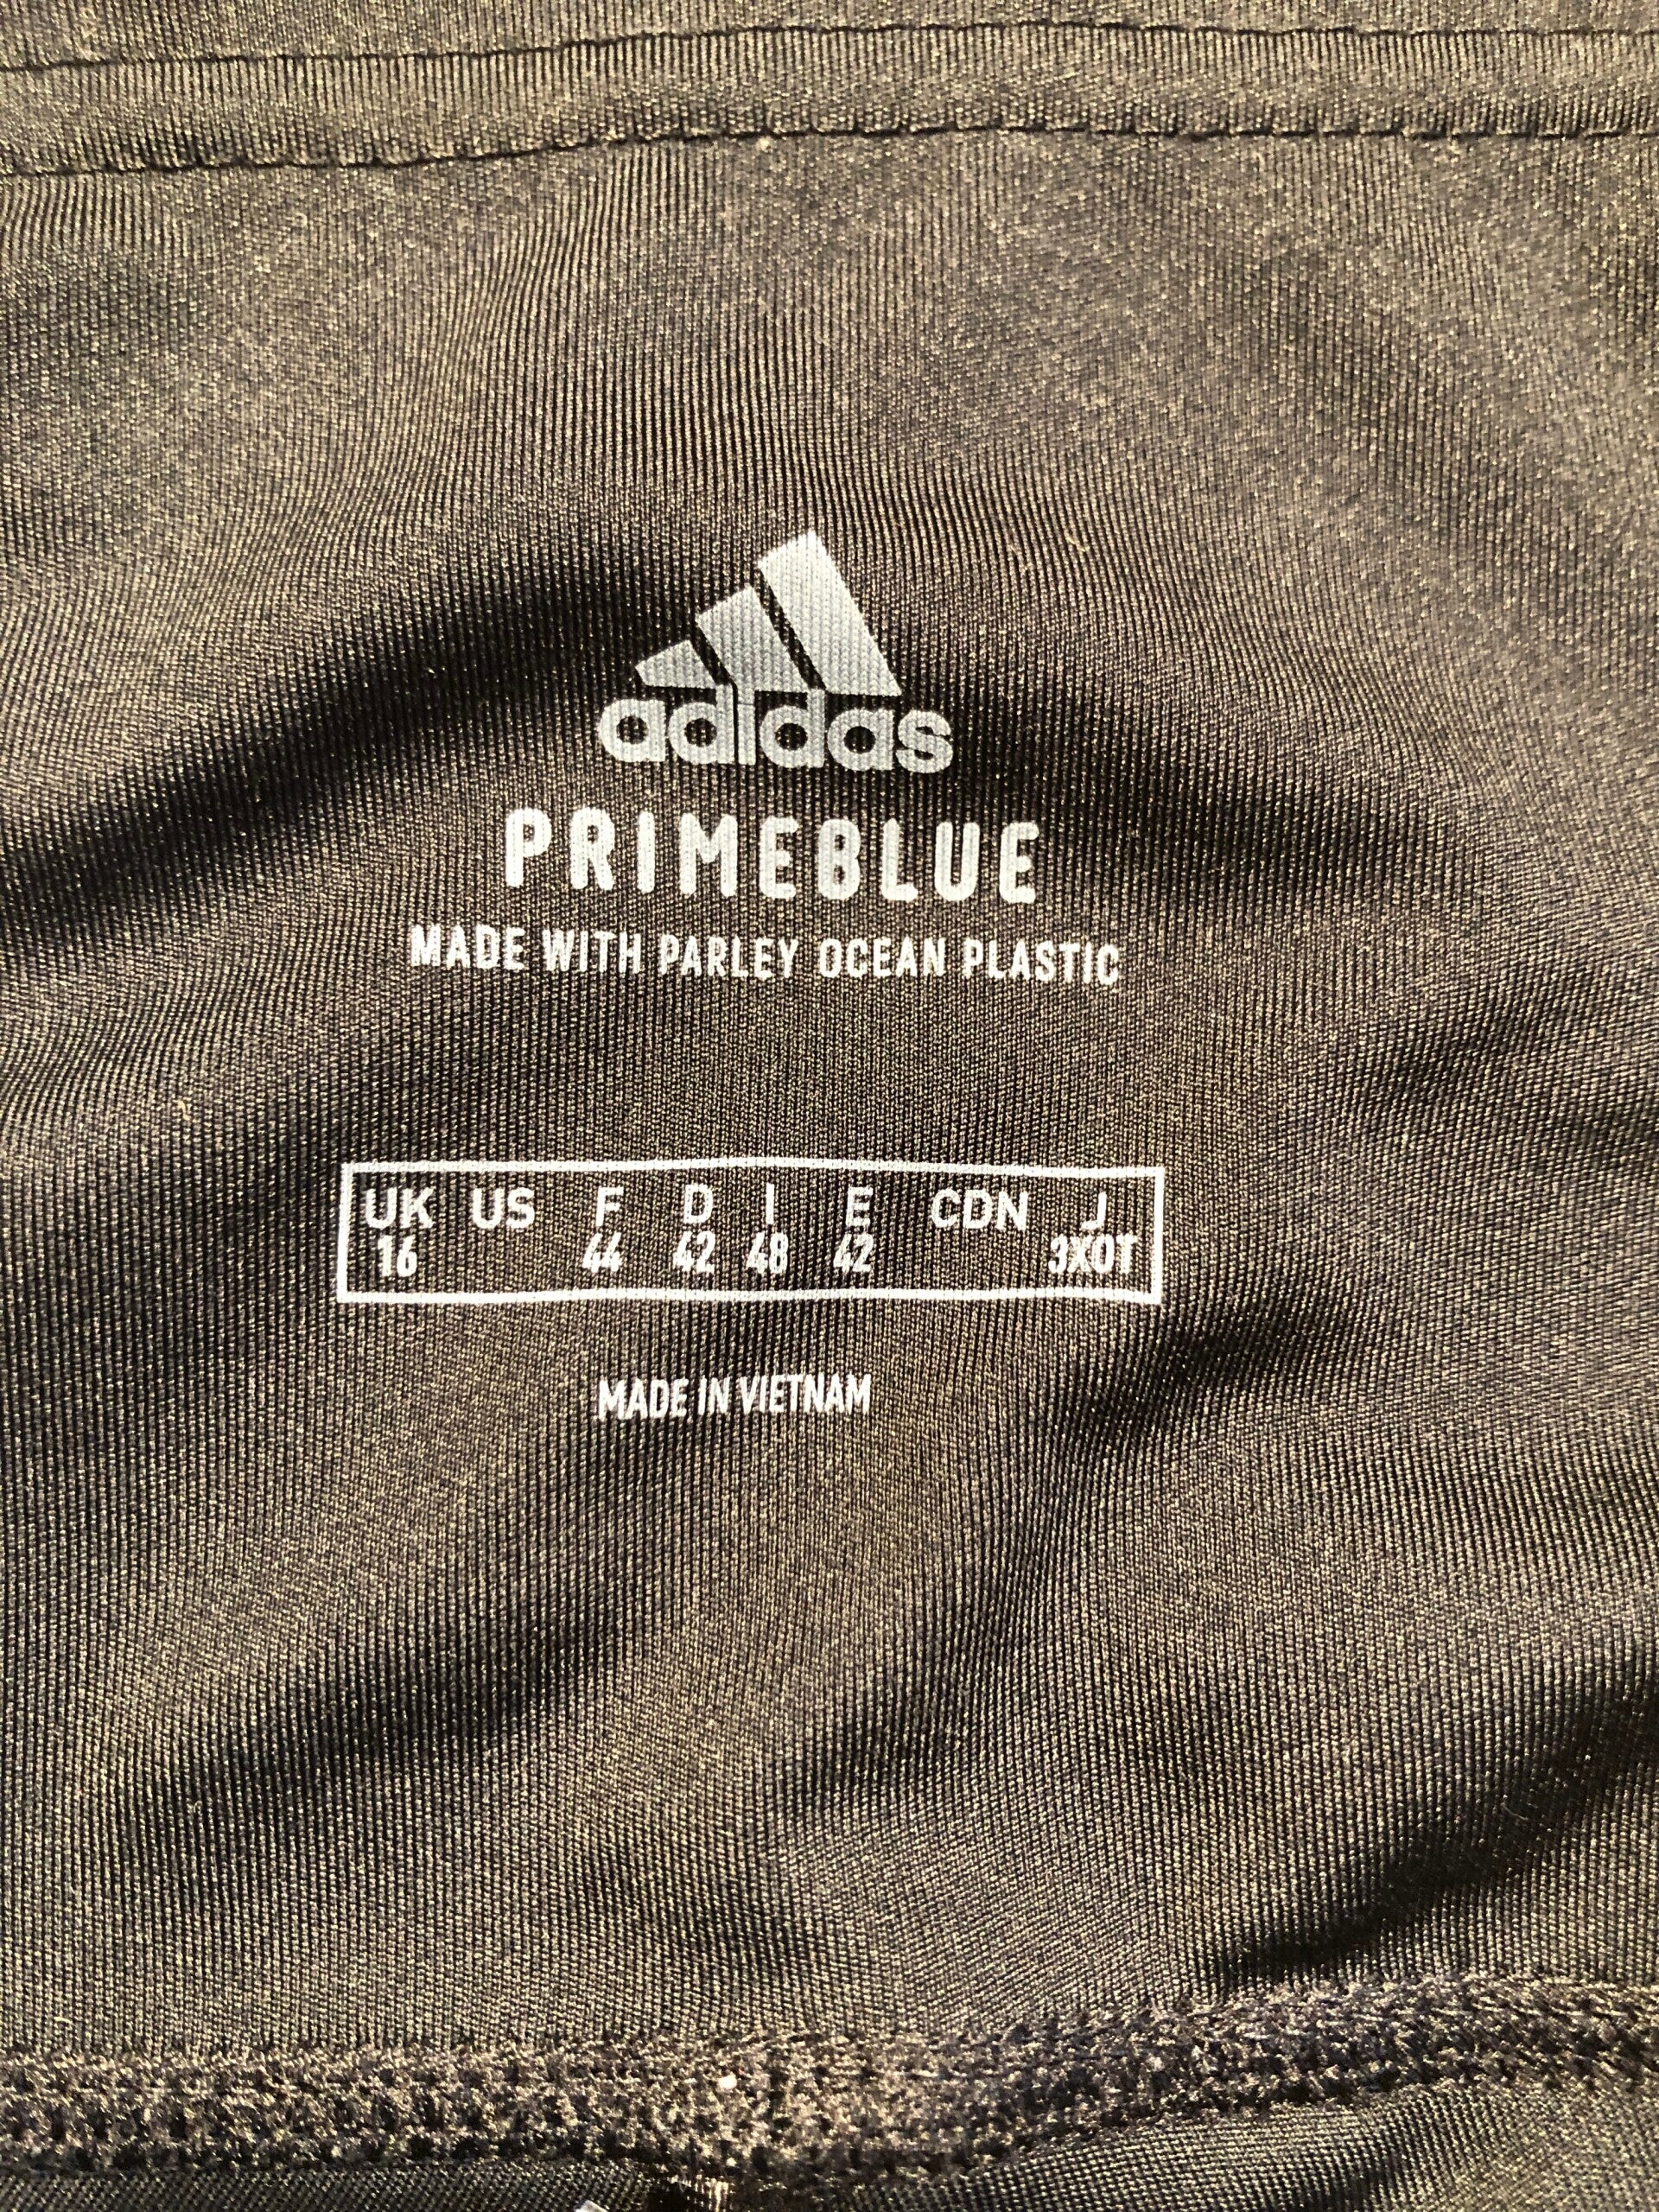 adidas
PRIMEBLUE
MADE WITH PARLEY OCEAN PLASTIC
UK US F D I E CDN J
16 44 42 48 42 3XOT
MADE IN VIETNAM